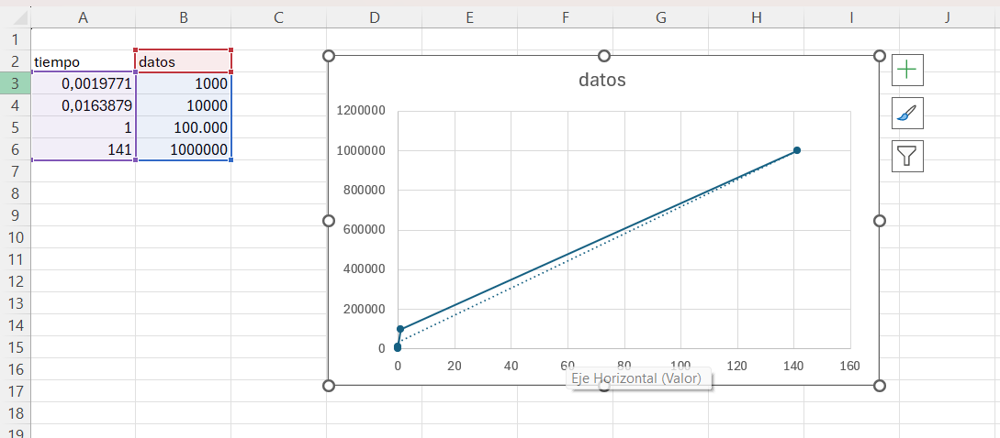 A B C D E F G H I J
1
2 tiempo datos
3 0,0019771 1000
4 0,0163879 10000
5 1 100.000
6 141 1000000
7
8
9
10
11
12
13
14
15
16
17
18
19
datos
1200000
1000000
800000
600000
400000
200000
0
0 20 40 60 80 100 120 140 160
Eje Horizontal (Valor)